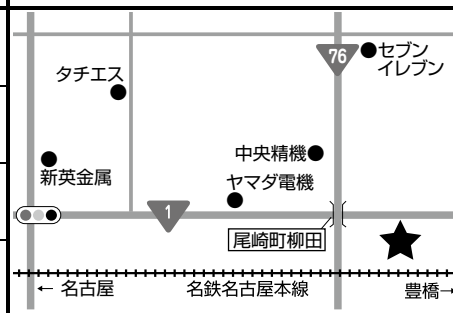 76
セブン
イレブン
タチエス
中央精機
新英金属
ヤマダ電機
1
尾崎町柳田
← 名古屋
名鉄名古屋本線
豊橋→